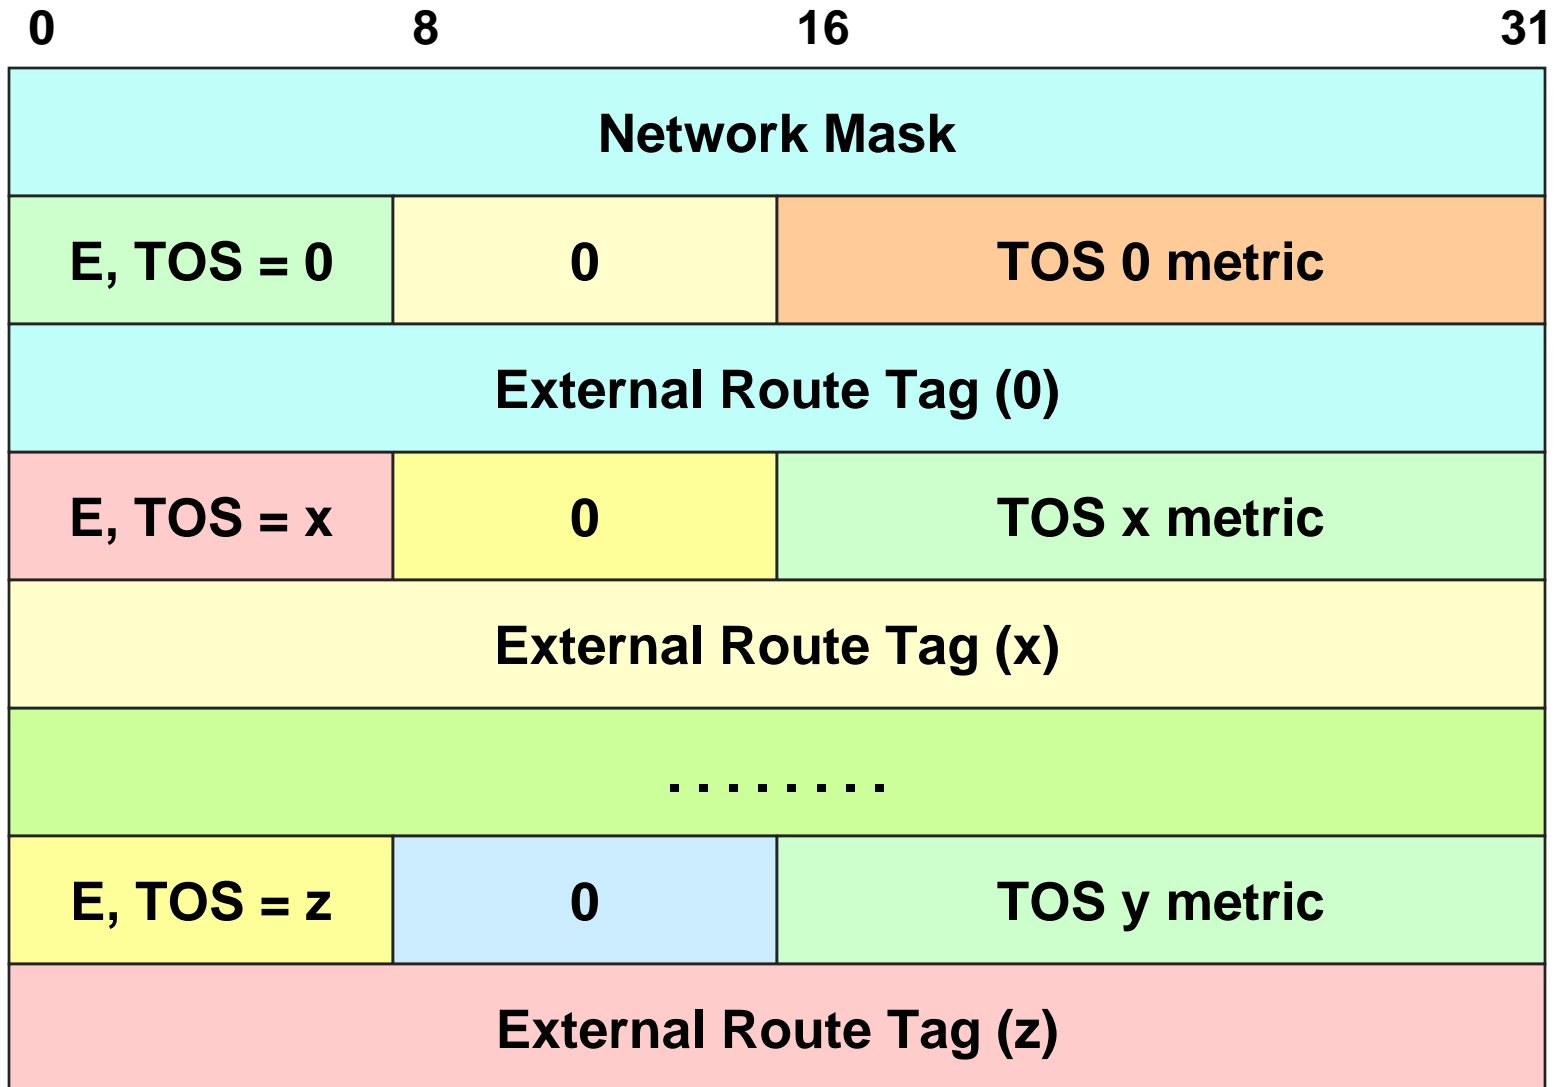 0 8 16 31
Network Mask
E, TOS = 0 0 TOS 0 metric
External Route Tag (0)
E, TOS = x 0 TOS x metric
External Route Tag (x)
........
E, TOS = z 0 TOS y metric
External Route Tag (z)